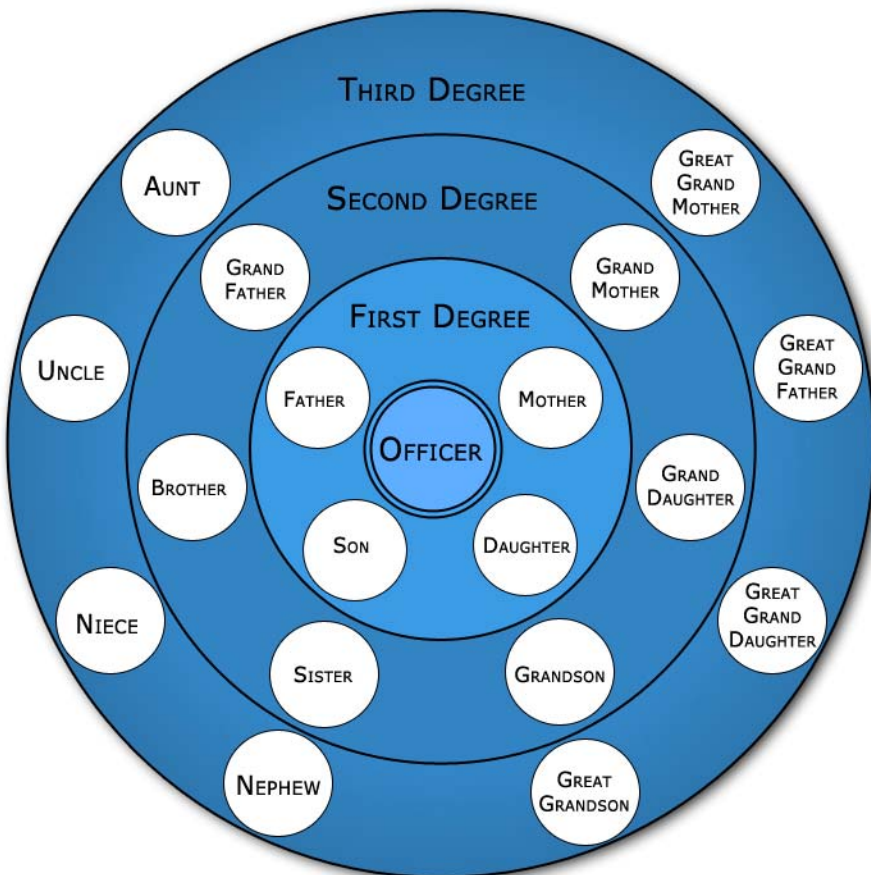 Third Degree
Aunt
Great
Grand
Mother
Second Degree
Grand
Father
Grand
Mother
First Degree
Uncle
Great
Grand
Father
Father
Mother
Officer
Brother
Grand
Daughter
Son
Daughter
Niece
Great
Grand
Daughter
Sister
Grandson
Nephew
Great
Grandson